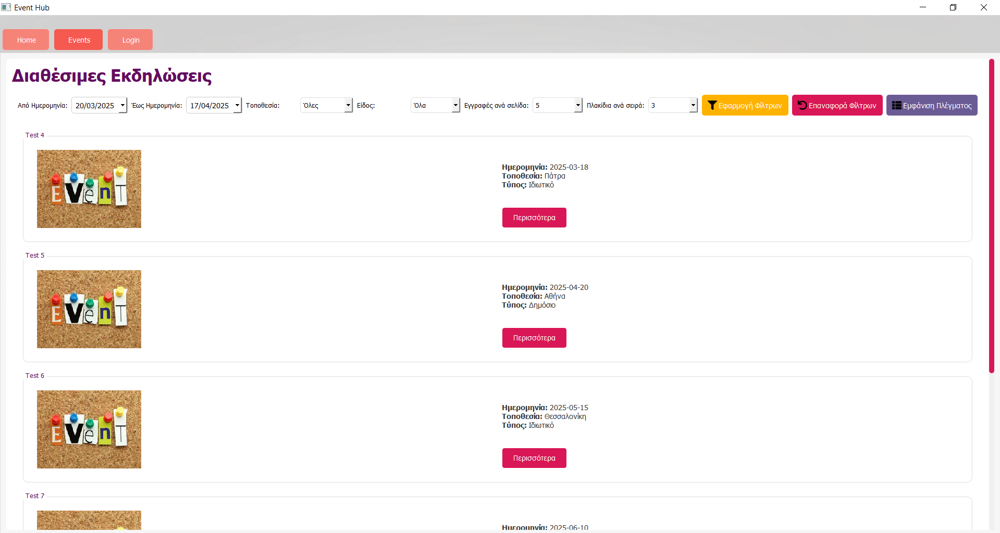 Event Hub
Home Events Login
Διαθέσιμες Εκδηλώσεις
Από Ημερομηνία: 20/03/2025 Έως Ημερομηνία: 17/04/2025 Τοποθεσία: Όλες Είδος: Όλα Εγγραφές ανά σελίδα: 5 Πλακίδια ανά σειρά: 3 Εφαρμογή Φίλτρων Επαναφορά Φίλτρων Εμφάνιση Πλέγματος
Test 4
EVenT
Ημερομηνία: 2025-03-18
Τοποθεσία: Πάτρα
Τύπος: Ιδιωτικό
Περισσότερα
Test 5
EVenT
Ημερομηνία: 2025-04-20
Τοποθεσία: Αθήνα
Τύπος: Δημόσιο
Περισσότερα
Test 6
EVenT
Ημερομηνία: 2025-05-15
Τοποθεσία: Θεσσαλονίκη
Τύπος: Ιδιωτικό
Περισσότερα
Test 7
Ημερομηνία: 2025-06-10